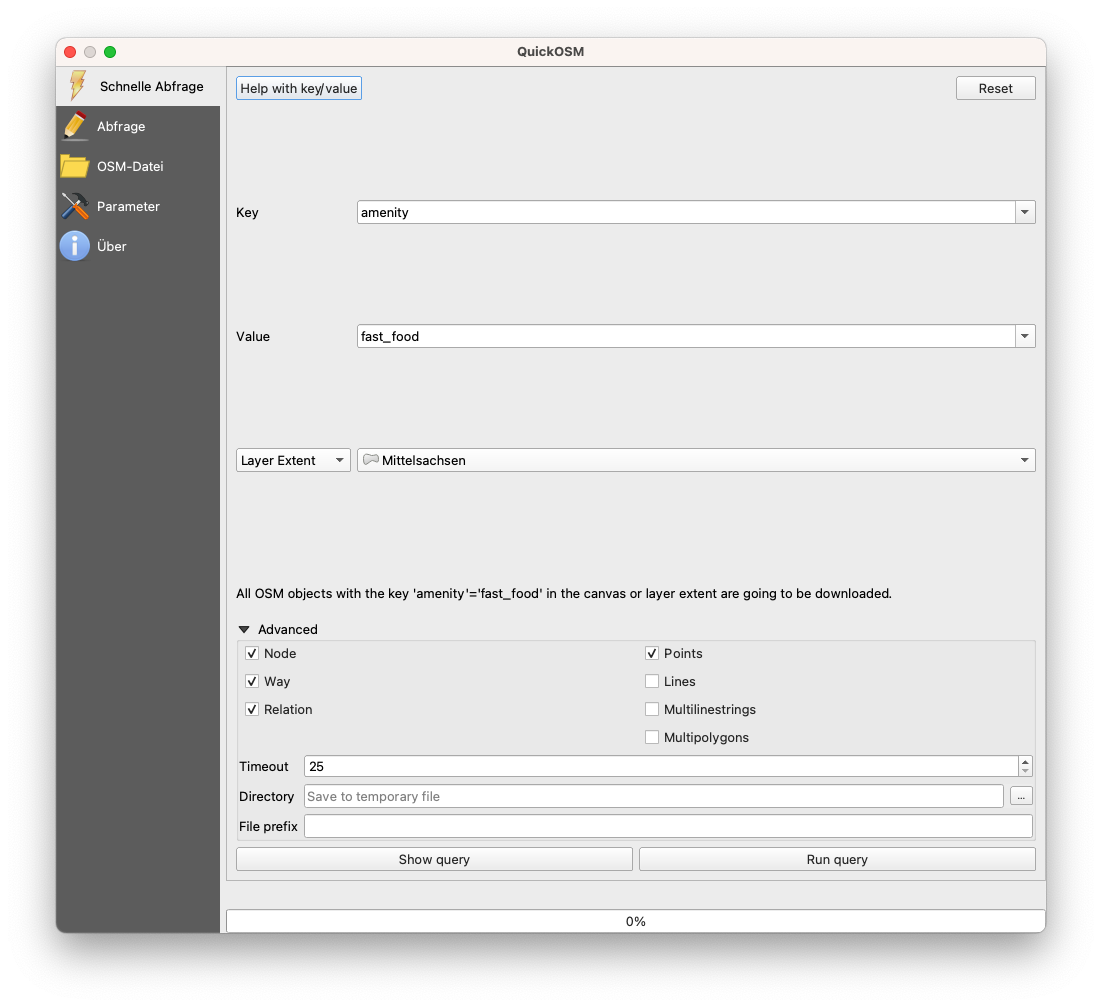 QuickOSM
Schnelle Abfrage
Abfrage
OSM-Datei
Parameter
Über
Help with key/value
Reset
Key
amenity
Value
fast_food
Layer Extent
Mittelsachsen
All OSM objects with the key 'amenity'='fast_food' in the canvas or layer extent are going to be downloaded.
Advanced
Node
Points
Way
Lines
Relation
Multilinestrings
Multipolygons
Timeout
25
Directory
Save to temporary file
...
File prefix
Show query
Run query
0%